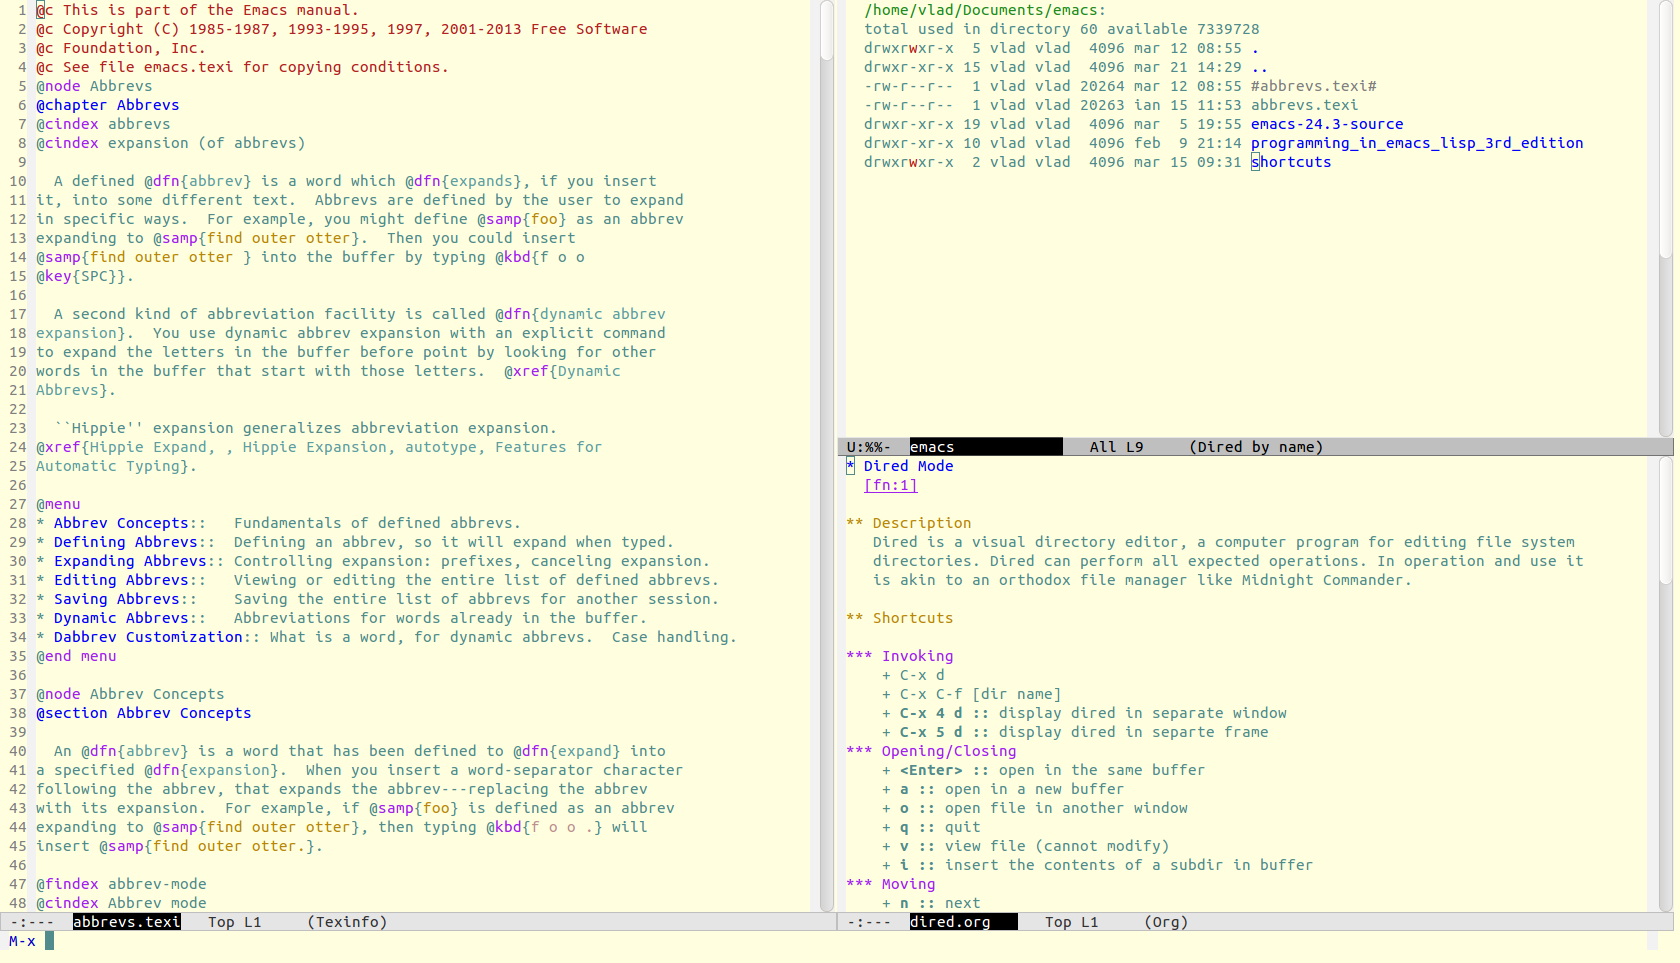 1 @c This is part of the Emacs manual.
2 @c Copyright (C) 1985-1987, 1993-1995, 1997, 2001-2013 Free Software
3 @c Foundation, Inc.
4 @c See file emacs.texi for copying conditions.
5 @node Abbrevs
6 @chapter Abbrevs
7 @cindex abbrevs
8 @cindex expansion (of abbrevs)
9
10   A defined @dfn{abbrev} is a word which @dfn{expands}, if you insert
11 it, into some different text.  Abbrevs are defined by the user to expand
12 in specific ways.  For example, you might define @samp{foo} as an abbrev
13 expanding to @samp{find outer otter}.  Then you could insert
14 @samp{find outer otter } into the buffer by typing @kbd{f o o
15 @key{SPC}}.
16
17   A second kind of abbreviation facility is called @dfn{dynamic abbrev
18 expansion}.  You use dynamic abbrev expansion with an explicit command
19 to expand the letters in the buffer before point by looking for other
20 words in the buffer that start with those letters.  @xref{Dynamic
21 Abbrevs}.
22
23   ``Hippie'' expansion generalizes abbreviation expansion.
24 @xref{Hippie Expand, , Hippie Expansion, autotype, Features for
25 Automatic Typing}.
26
27 @menu
28 * Abbrev Concepts::   Fundamentals of defined abbrevs.
29 * Defining Abbrevs::  Defining an abbrev, so it will expand when typed.
30 * Expanding Abbrevs:: Controlling expansion: prefixes, canceling expansion.
31 * Editing Abbrevs::   Viewing or editing the entire list of defined abbrevs.
32 * Saving Abbrevs::    Saving the entire list of abbrevs for another session.
33 * Dynamic Abbrevs::   Abbreviations for words already in the buffer.
34 * Dabbrev Customization:: What is a word, for dynamic abbrevs.  Case handling.
35 @end menu
36
37 @node Abbrev Concepts
38 @section Abbrev Concepts
39
40   An @dfn{abbrev} is a word that has been defined to @dfn{expand} into
41 a specified @dfn{expansion}.  When you insert a word-separator character
42 following the abbrev, that expands the abbrev---replacing the abbrev
43 with its expansion.  For example, if @samp{foo} is defined as an abbrev
44 expanding to @samp{find outer otter}, then typing @kbd{f o o .} will
45 insert @samp{find outer otter.}.
46
47 @findex abbrev-mode
48 @cindex Abbrev mode
-:---  abbrevs.texi   Top L1     (Texinfo)
M-x
/home/vlad/Documents/emacs:
total used in directory 60 available 7339728
drwxrwxr-x  5 vlad vlad  4096 mar 12 08:55 .
drwxr-xr-x 15 vlad vlad  4096 mar 21 14:29 ..
-rw-r--r--  1 vlad vlad 20264 mar 12 08:55 #abbrevs.texi#
-rw-r--r--  1 vlad vlad 20263 ian 15 11:53 abbrevs.texi
drwxr-xr-x 19 vlad vlad  4096 mar  5 19:55 emacs-24.3-source
drwxr-xr-x 10 vlad vlad  4096 feb  9 21:14 programming_in_emacs_lisp_3rd_edition
drwxrwxr-x  2 vlad vlad  4096 mar 15 09:31 shortcuts
U:%%-  emacs   All L9     (Dired by name)
* Dired Mode
[fn:1]
** Description
Dired is a visual directory editor, a computer program for editing file system
directories. Dired can perform all expected operations. In operation and use it
is akin to an orthodox file manager like Midnight Commander.
** Shortcuts
*** Invoking
+ C-x d
+ C-x C-f [dir name]
+ C-x 4 d :: display dired in separate window
+ C-x 5 d :: display dired in separte frame
*** Opening/Closing
+ <Enter> :: open in the same buffer
+ a :: open in a new buffer
+ o :: open file in another window
+ q :: quit
+ v :: view file (cannot modify)
+ i :: insert the contents of a subdir in buffer
*** Moving
+ n :: next
-:---  dired.org   Top L1     (Org)